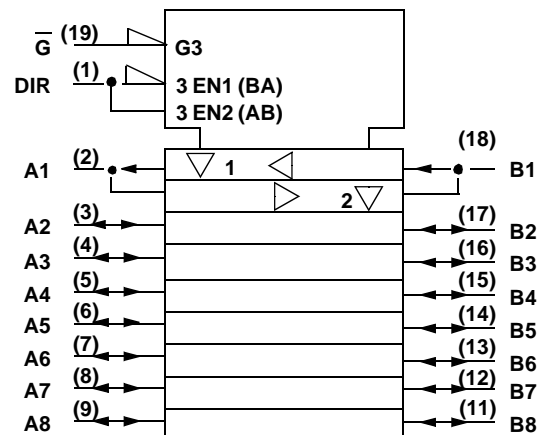 G (19) G3
DIR (1) 3 EN1 (BA)
3 EN2 (AB)
A1 (2) 1 (18) B1
2
A2 (3) (17) B2
A3 (4) (16) B3
A4 (5) (15) B4
A5 (6) (14) B5
A6 (7) (13) B6
A7 (8) (12) B7
A8 (9) (11) B8